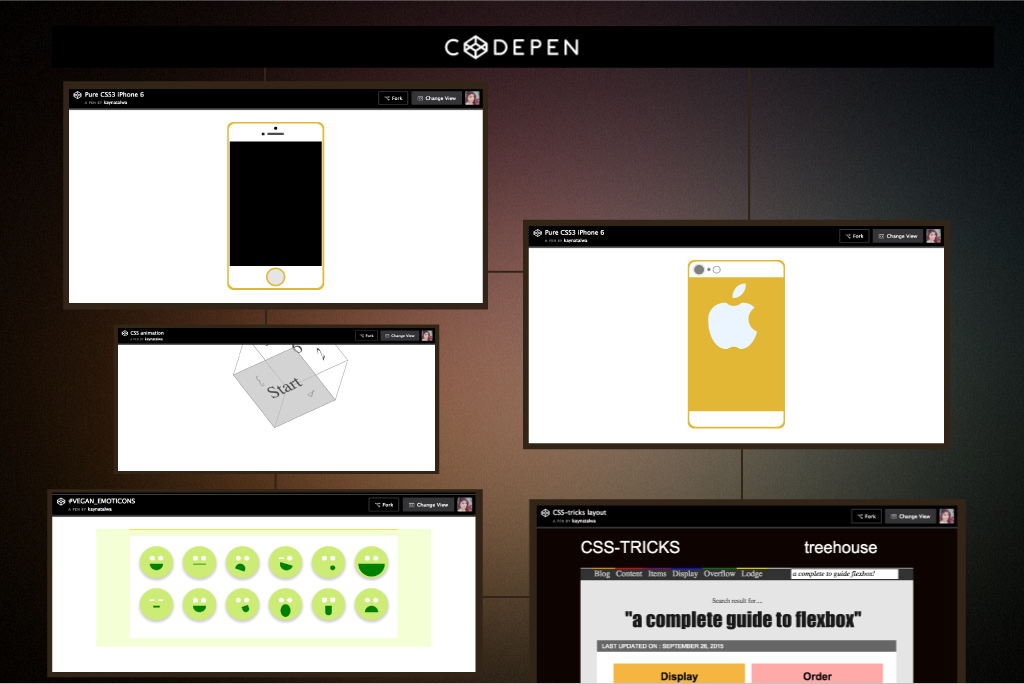 CODEPEN
Pure CSS3 iPhone 6
A PEN BY kaynatalwa
Fork
Change View
Pure CSS3 iPhone 6
A PEN BY kaynatalwa
Fork
Change View
CSS animation
A PEN BY kaynatalwa
Fork
Change View
6
2
Start
#VEGAN_EMOTICONS
A PEN BY kaynatalwa
Fork
Change View
CSS-tricks layout
A PEN BY kaynatalwa
Fork
Change View
CSS-TRICKS treehouse
Blog Content Items Display Overflow Lodge a complete to guide flexbox!
Search result for....
"a complete guide to flexbox"
LAST UPDATED ON : SEPTEMBER 26, 2015
Display Order